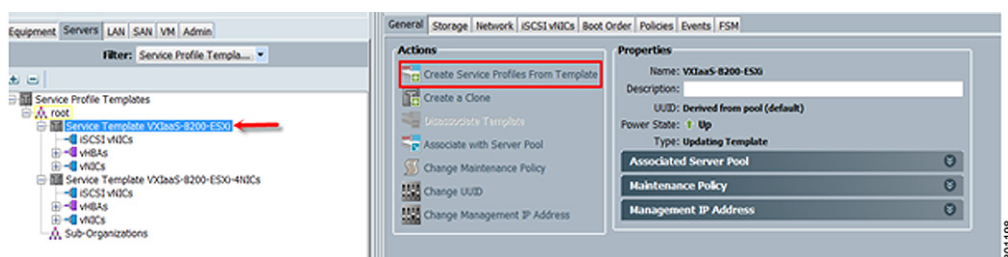 Equipment Servers LAN SAN VM Admin
Filter: Service Profile Templa...
Service Profile Templates
root
Service Template VXIaaS-B200-ESXi
iSCSI vNICs
vHBAs
vNICs
Service Template VXIaaS-B200-ESXi-4NICs
iSCSI vNICs
vHBAs
vNICs
Sub-Organizations
General Storage Network iSCSI vNICs Boot Order Policies Events FSM
Actions
Create Service Profiles From Template
Create a Clone
Disassociate Template
Associate with Server Pool
Change Maintenance Policy
Change UUID
Change Management IP Address
Properties
Name: VXIaaS-B200-ESXi
Description:
UUID: Derived from pool (default)
Power State: Up
Type: Updating Template
Associated Server Pool
Maintenance Policy
Management IP Address